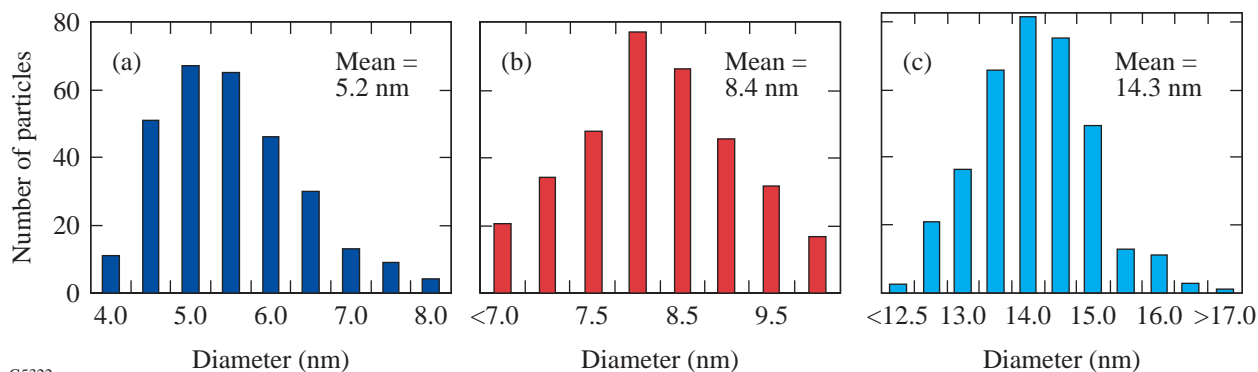 Number of particles
80
60
40
20
0
(a)
Mean =
5.2 nm
4.0 5.0 6.0 7.0 8.0
Diameter (nm)
(b)
Mean =
8.4 nm
<7.0 7.5 8.5 9.5
Diameter (nm)
(c)
Mean =
14.3 nm
<12.5 13.0 14.0 15.0 16.0 >17.0
Diameter (nm)